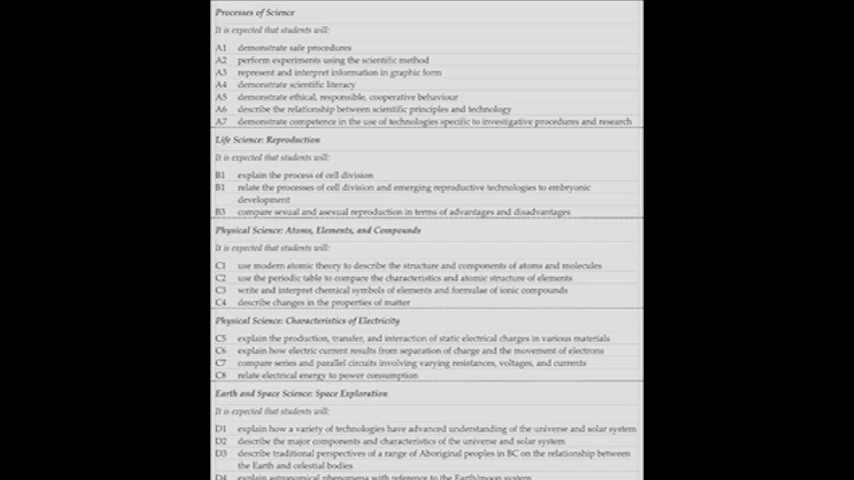 Processes of Science
It is expected that students will:
A1 demonstrate safe procedures
A2 perform experiments using the scientific method
A3 represent and interpret information in graphic form
A4 demonstrate scientific literacy
A5 demonstrate ethical, responsible, cooperative behaviour
A6 describe the relationship between scientific principles and technology
A7 demonstrate competence in the use of technologies specific to investigative procedures and research
Life Science: Reproduction
It is expected that students will:
B1 explain the process of cell division
B1 relate the processes of cell division and emerging reproductive technologies to embryonic
development
B3 compare sexual and asexual reproduction in terms of advantages and disadvantages
Physical Science: Atoms, Elements, and Compounds
It is expected that students will:
C1 use modern atomic theory to describe the structure and components of atoms and molecules
C2 use the periodic table to compare the characteristics and atomic structure of elements
C3 write and interpret chemical symbols of elements and formulae of ionic compounds
C4 describe changes in the properties of matter
Physical Science: Characteristics of Electricity
C5 explain the production, transfer, and interaction of static electrical charges in various materials
C6 explain how electric current results from separation of charge and the movement of electrons
C7 compare series and parallel circuits involving varying resistances, voltages, and currents
C8 relate electrical energy to power consumption
Earth and Space Science: Space Exploration
It is expected that students will:
D1 explain how a variety of technologies have advanced understanding of the universe and solar system
D2 describe the major components and characteristics of the universe and solar system
D3 describe traditional perspectives of a range of Aboriginal peoples in BC on the relationship between
the Earth and celestial bodies
D4 explain astronomical phenomena with reference to the Earth/moon system